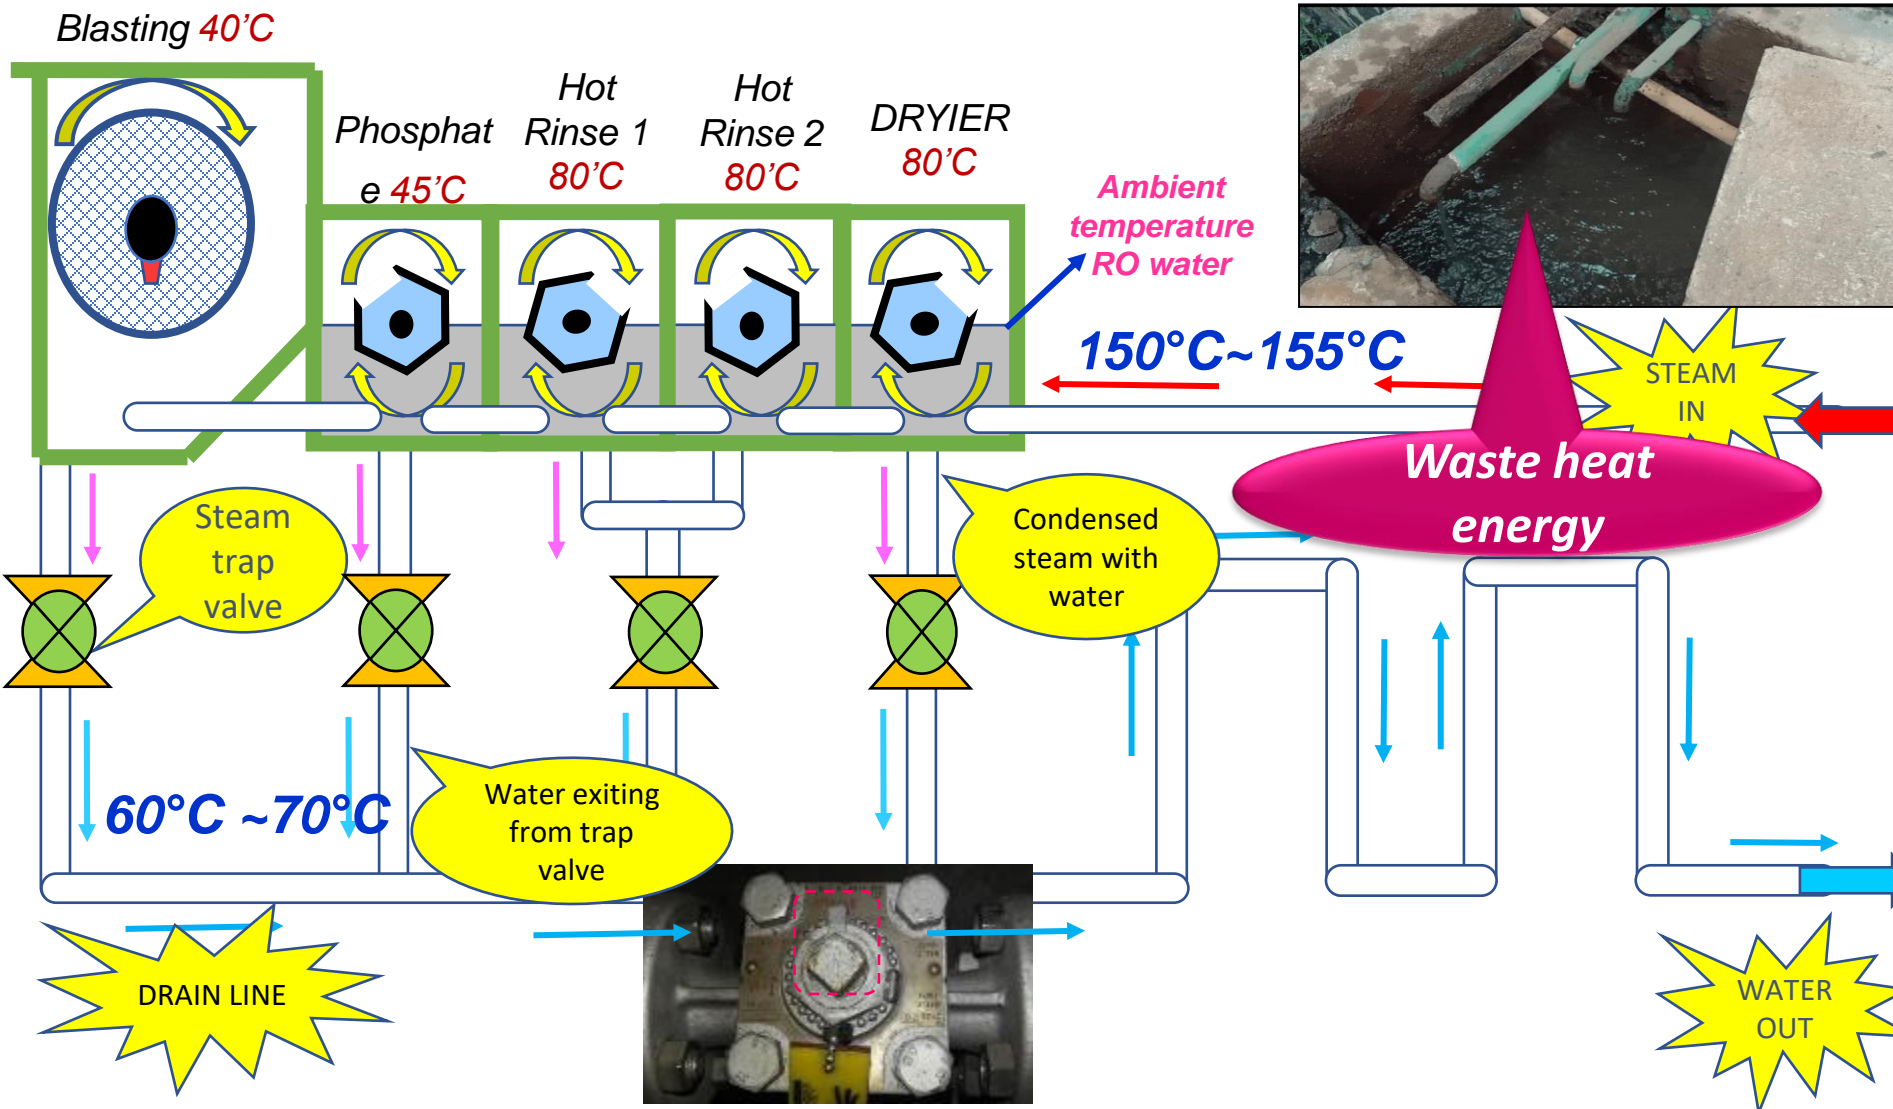 Blasting 40’C
Phosphat
e 45’C
Hot
Rinse 1
80’C
Hot
Rinse 2
80’C
DRYIER
80’C
Ambient
temperature
RO water
150°C~155°C
STEAM
IN
Waste heat
energy
Steam
trap
valve
Condensed
steam with
water
60°C ~70°C
Water exiting
from trap
valve
DRAIN LINE
WATER
OUT